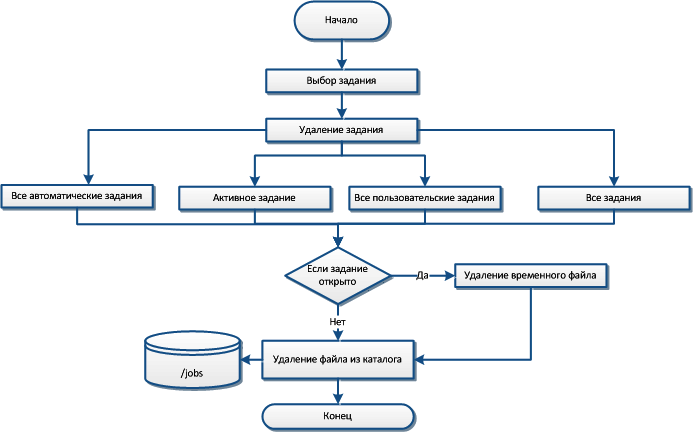 Начало
Выбор задания
Удаление задания
Все автоматические задания
Активное задание
Все пользовательские задания
Все задания
Если задание
открыто
Да
Удаление временного файла
Нет
Удаление файла из каталога
/jobs
Конец